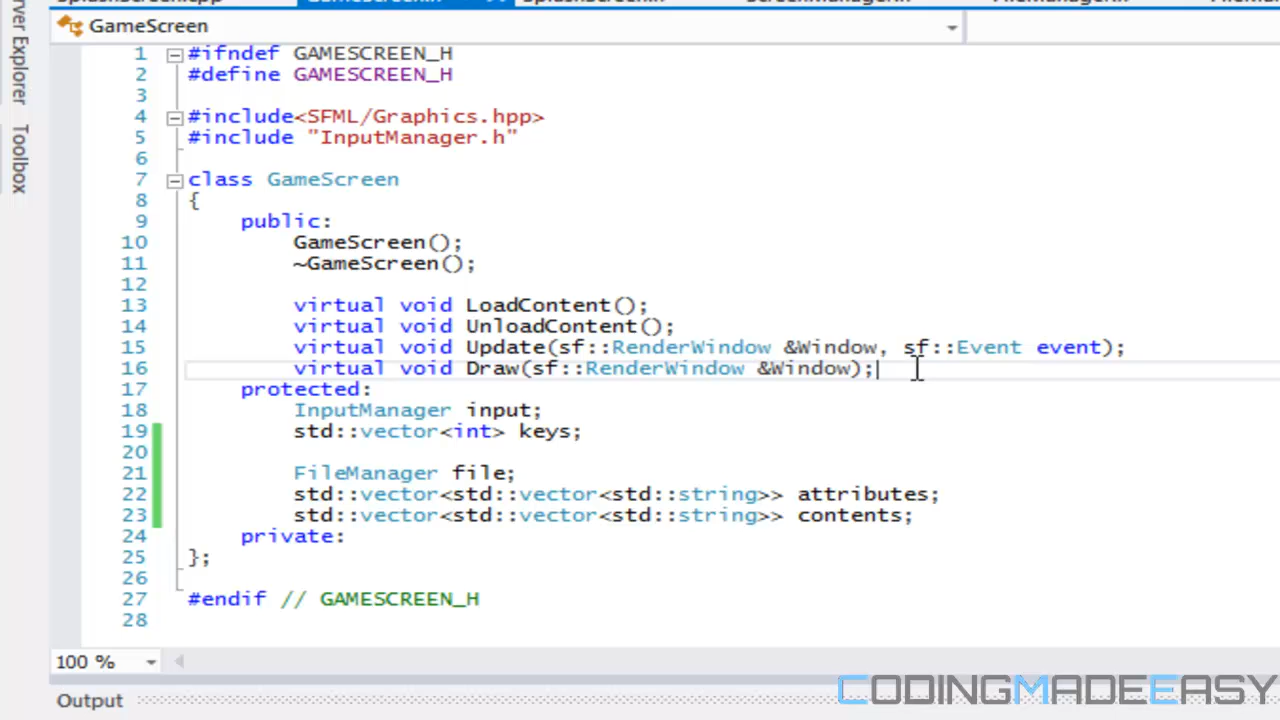 GameScreen
1 #ifndef GAMESCREEN_H
2 #define GAMESCREEN_H
3
4 #include<SFML/Graphics.hpp>
5 #include "InputManager.h"
6
7 class GameScreen
8 {
9 public:
10 GameScreen();
11 ~GameScreen();
12
13 virtual void LoadContent();
14 virtual void UnloadContent();
15 virtual void Update(sf::RenderWindow &Window, sf::Event event);
16 virtual void Draw(sf::RenderWindow &Window);
17 protected:
18 InputManager input;
19 std::vector<int> keys;
20
21 FileManager file;
22 std::vector<std::vector<std::string>> attributes;
23 std::vector<std::vector<std::string>> contents;
24 private:
25 };
26
27 #endif // GAMESCREEN_H
28
100 %
Output
Explorer
Toolbox
CODINGMADEEASY